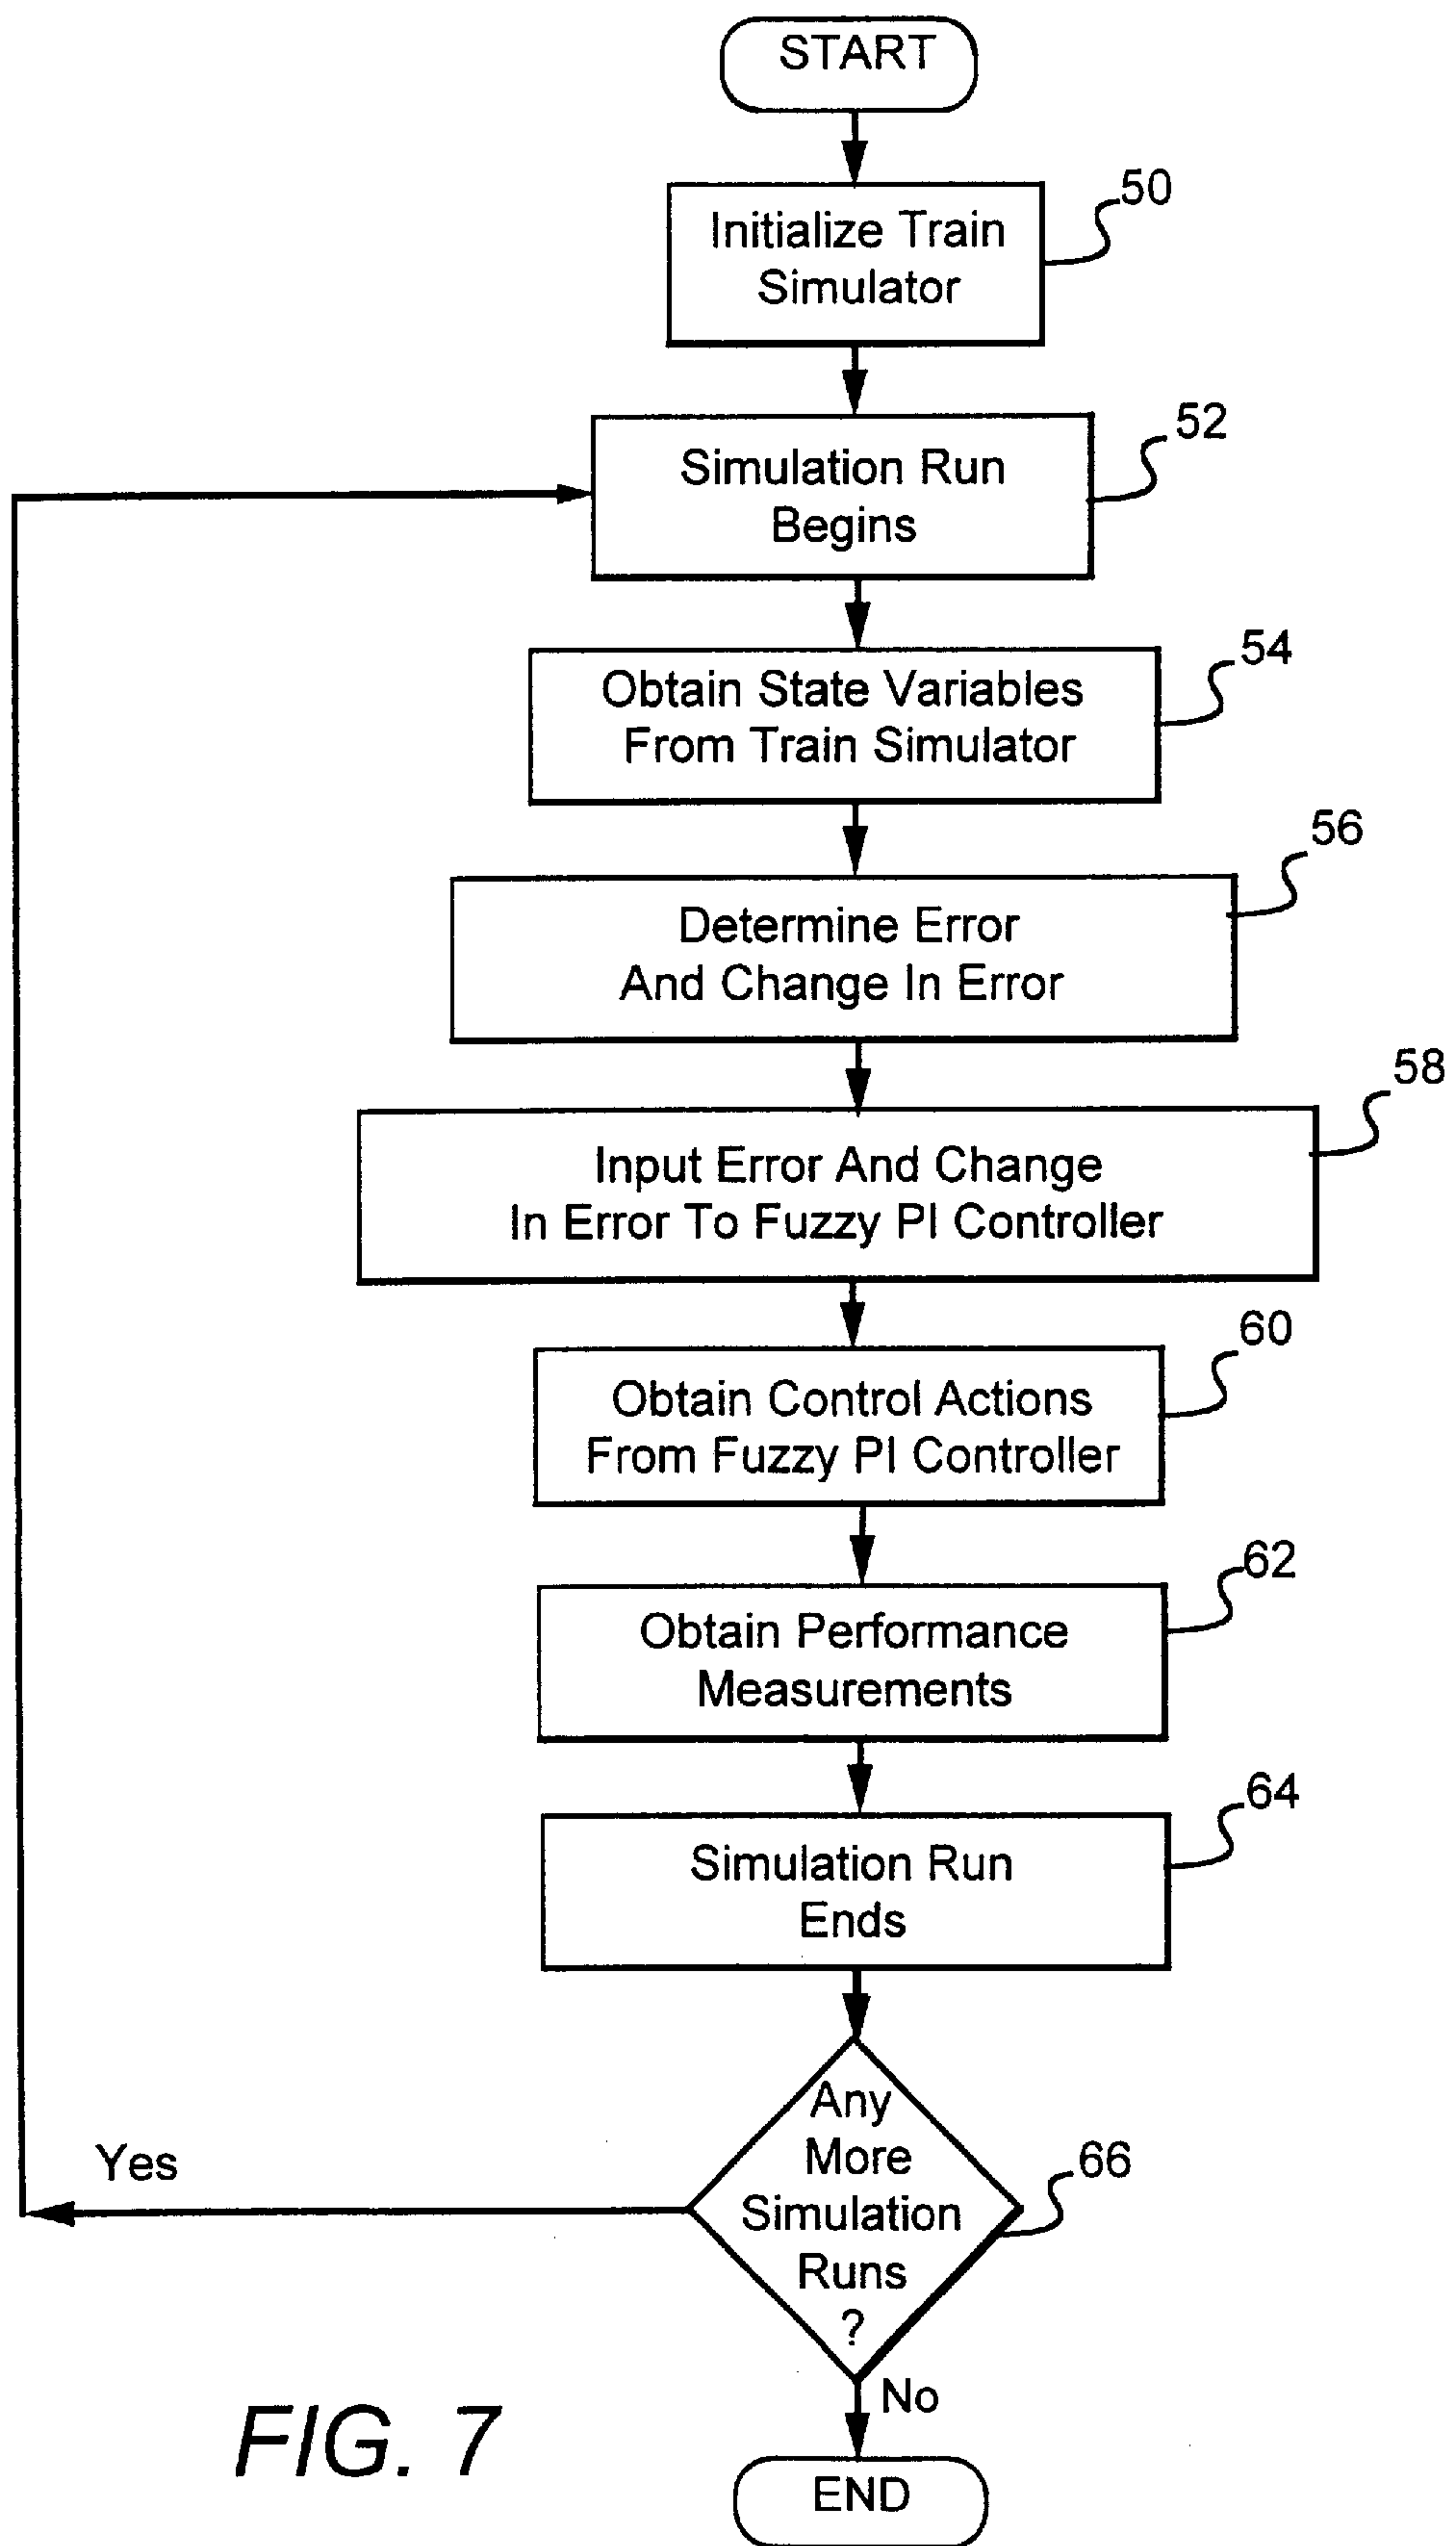 START
50
Initialize Train
Simulator
52
Simulation Run
Begins
54
Obtain State Variables
From Train Simulator
56
Determine Error
And Change In Error
58
Input Error And Change
In Error To Fuzzy PI Controller
60
Obtain Control Actions
From Fuzzy PI Controller
62
Obtain Performance
Measurements
64
Simulation Run
Ends
Any
More
Simulation
Runs
?
66
Yes
No
FIG. 7
END